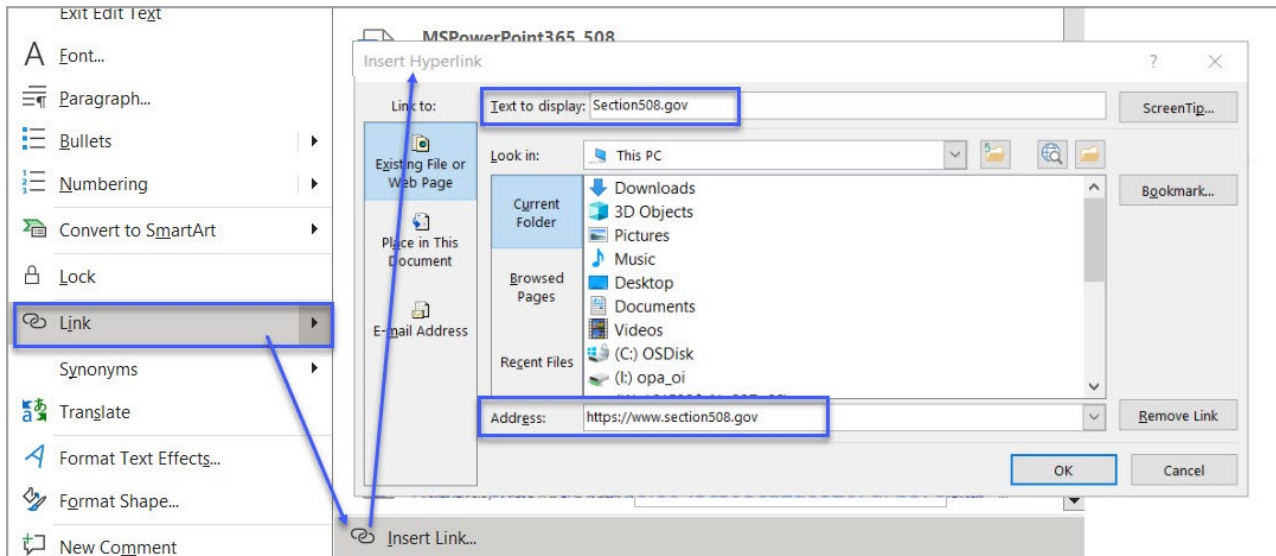 Exit Edit Text
Font...
Paragraph...
Bullets
Numbering
Convert to SmartArt
Lock
Link
Synonyms
Translate
Format Text Effects...
Format Shape...
New Comment
MSPowerPoint365_508
Insert Hyperlink
?
Link to:
Existing File or
Web Page
Place in This
Document
E-mail Address
Text to display: Section508.gov
ScreenTip...
Look in: This PC
Current
Folder
Browsed
Pages
Recent Files
Downloads
3D Objects
Pictures
Music
Desktop
Documents
Videos
(C:) OSDisk
(I:) opa_oi
Bookmark...
Address: https://www.section508.gov
Remove Link
OK
Cancel
Insert Link...